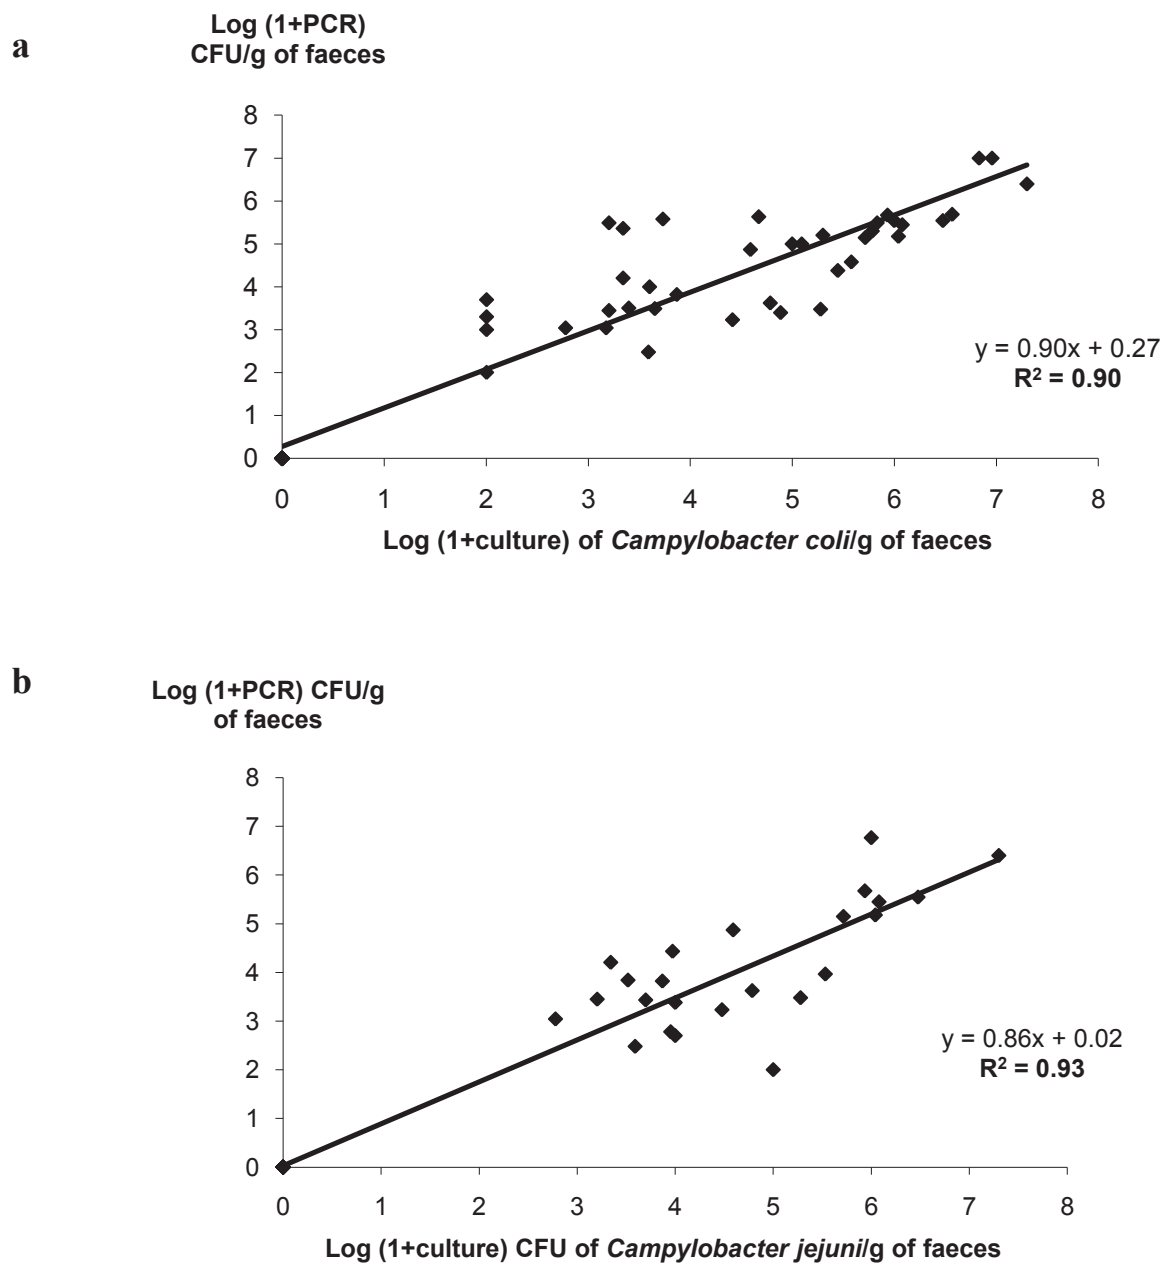 a
Log (1+PCR)
CFU/g of faeces
8
7
6
5
4
3
2
1
0
y = 0.90x + 0.27
R² = 0.90
0 1 2 3 4 5 6 7 8
Log (1+culture) of Campylobacter coli/g of faeces
b
Log (1+PCR) CFU/g
of faeces
8
7
6
5
4
3
2
1
0
y = 0.86x + 0.02
R² = 0.93
0 1 2 3 4 5 6 7 8
Log (1+culture) CFU of Campylobacter jejuni/g of faeces